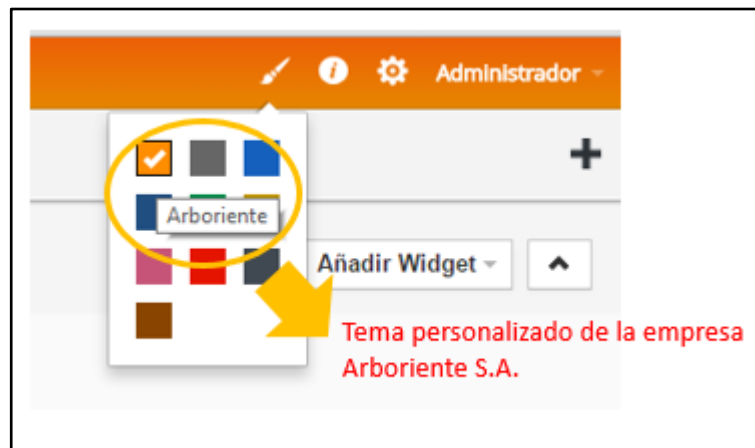 Administrador
Arboriente
Añadir Widget
Tema personalizado de la empresa
Arboriente S.A.